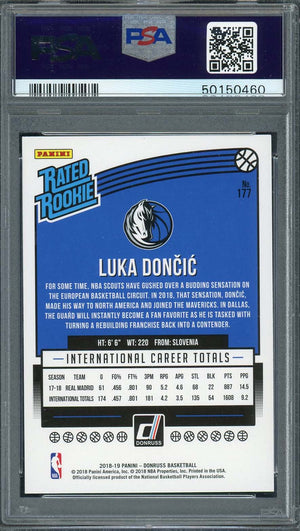 PSA
PSA
50150460
PANINI
RATED
ROOKIE
No.
177
LUKA DONČIĆ
FOR SOME TIME, NBA SCOUTS HAVE GUSHED OVER A BUDDING SENSATION ON
THE EUROPEAN BASKETBALL CIRCUIT. IN 2018, THAT SENSATION, DONČIĆ,
MADE HIS WAY TO NORTH AMERICA AND JOINED THE MAVERICKS. IN DALLAS,
THE GUARD WILL INSTANTLY BECOME A FAN FAVORITE AS HE IS TASKED WITH
TURNING A REBUILDING FRANCHISE BACK INTO A CONTENDER.
HT: 6' 6" WT: 220 FROM: SLOVENIA
INTERNATIONAL CAREER TOTALS
SEASON TEAM G FG% FT% 3PM RPG APG STL BLK PTS PPG
17-18 REAL MADRID 61 .456 .801 90 5.2 4.6 68 22 887 14.5
INTERNATIONAL TOTALS 174 .457 .801 234 4.4 3.0 135 54 1608 9.2
d
DONRUSS
2018-19 PANINI – DONRUSS BASKETBALL
© 2018 Panini America, Inc. © 2018 NBA Properties, Inc. Printed in the USA.
Officially licensed product of the National Basketball Players Association.